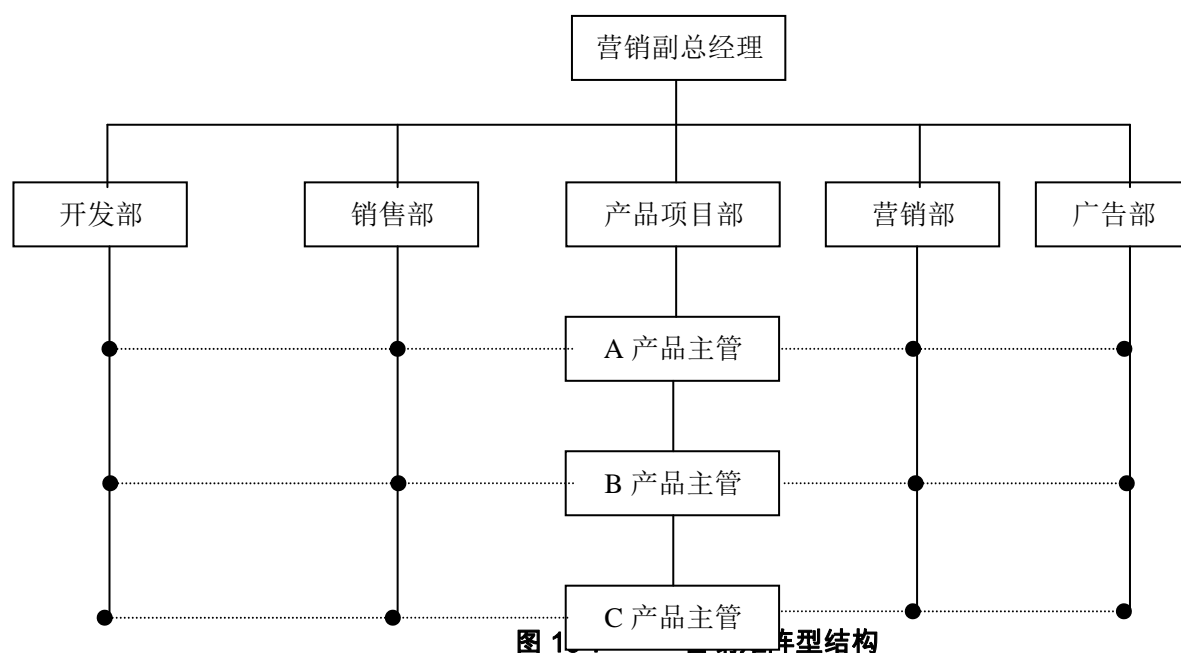 营销副总经理
开发部 销售部 产品项目部 营销部 广告部
A 产品主管
B 产品主管
C 产品主管
图 1 型结构